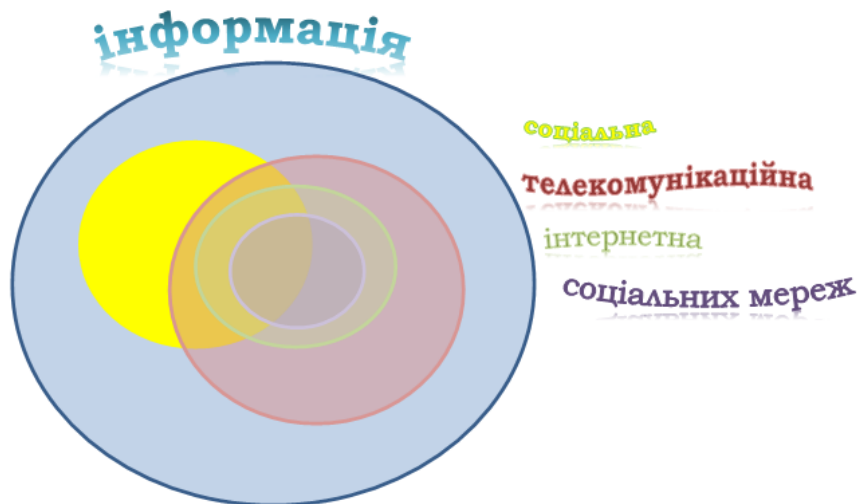 інформація
соціальна
телекомунікаційна
інтернетна
соціальних мереж